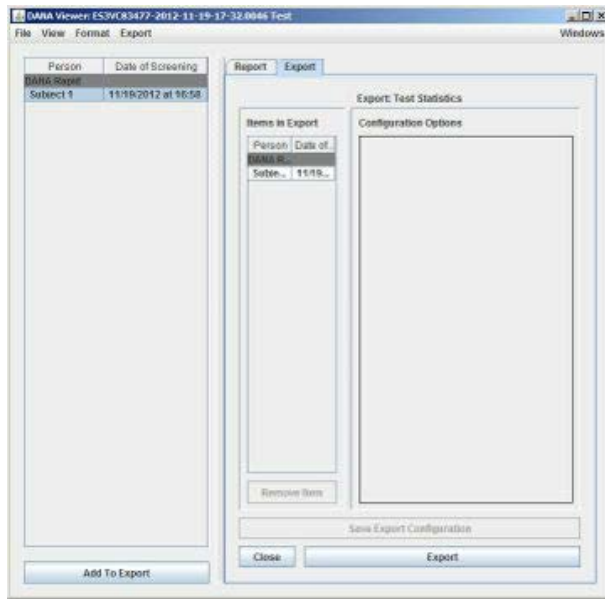 DANA Viewer: ES3VC83477-2012-11-19-17-32.0046 Test
File View Format Export Windows
Person Date of Screening
DANA Rapid
Subject 1 11/19/2012 at 16:58
Report Export
Export: Test Statistics
Items in Export Configuration Options
Person Date of...
DANA R...
Subje... 11/19...
Remove Item
Save Export Configuration
Close Export
Add To Export